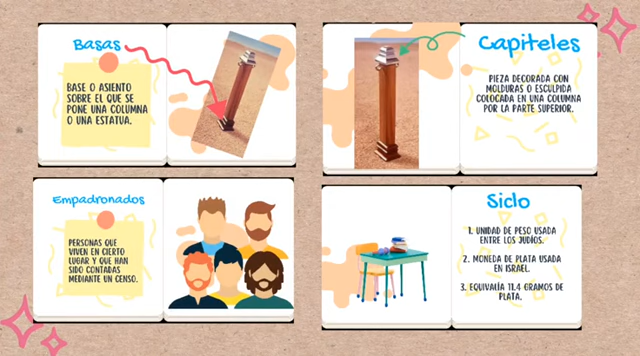 Basas
BASE O ASIENTO
SOBRE EL QUE SE
PONE UNA COLUMNA
O UNA ESTATUA.
Capiteles
PIEZA DECORADA CON
MOLDURAS O ESCULPIDA
COLOCADA EN UNA COLUMNA
POR LA PARTE SUPERIOR.
Empadronados
PERSONAS QUE
VIVEN EN CIERTO
LUGAR Y QUE HAN
SIDO CONTADAS
MEDIANTE UN CENSO.
Siclo
1. UNIDAD DE PESO USADA
ENTRE LOS JUDÍOS.
2. MONEDA DE PLATA USADA
EN ISRAEL.
3. EQUIVALÍA 11.4 GRAMOS DE
PLATA.